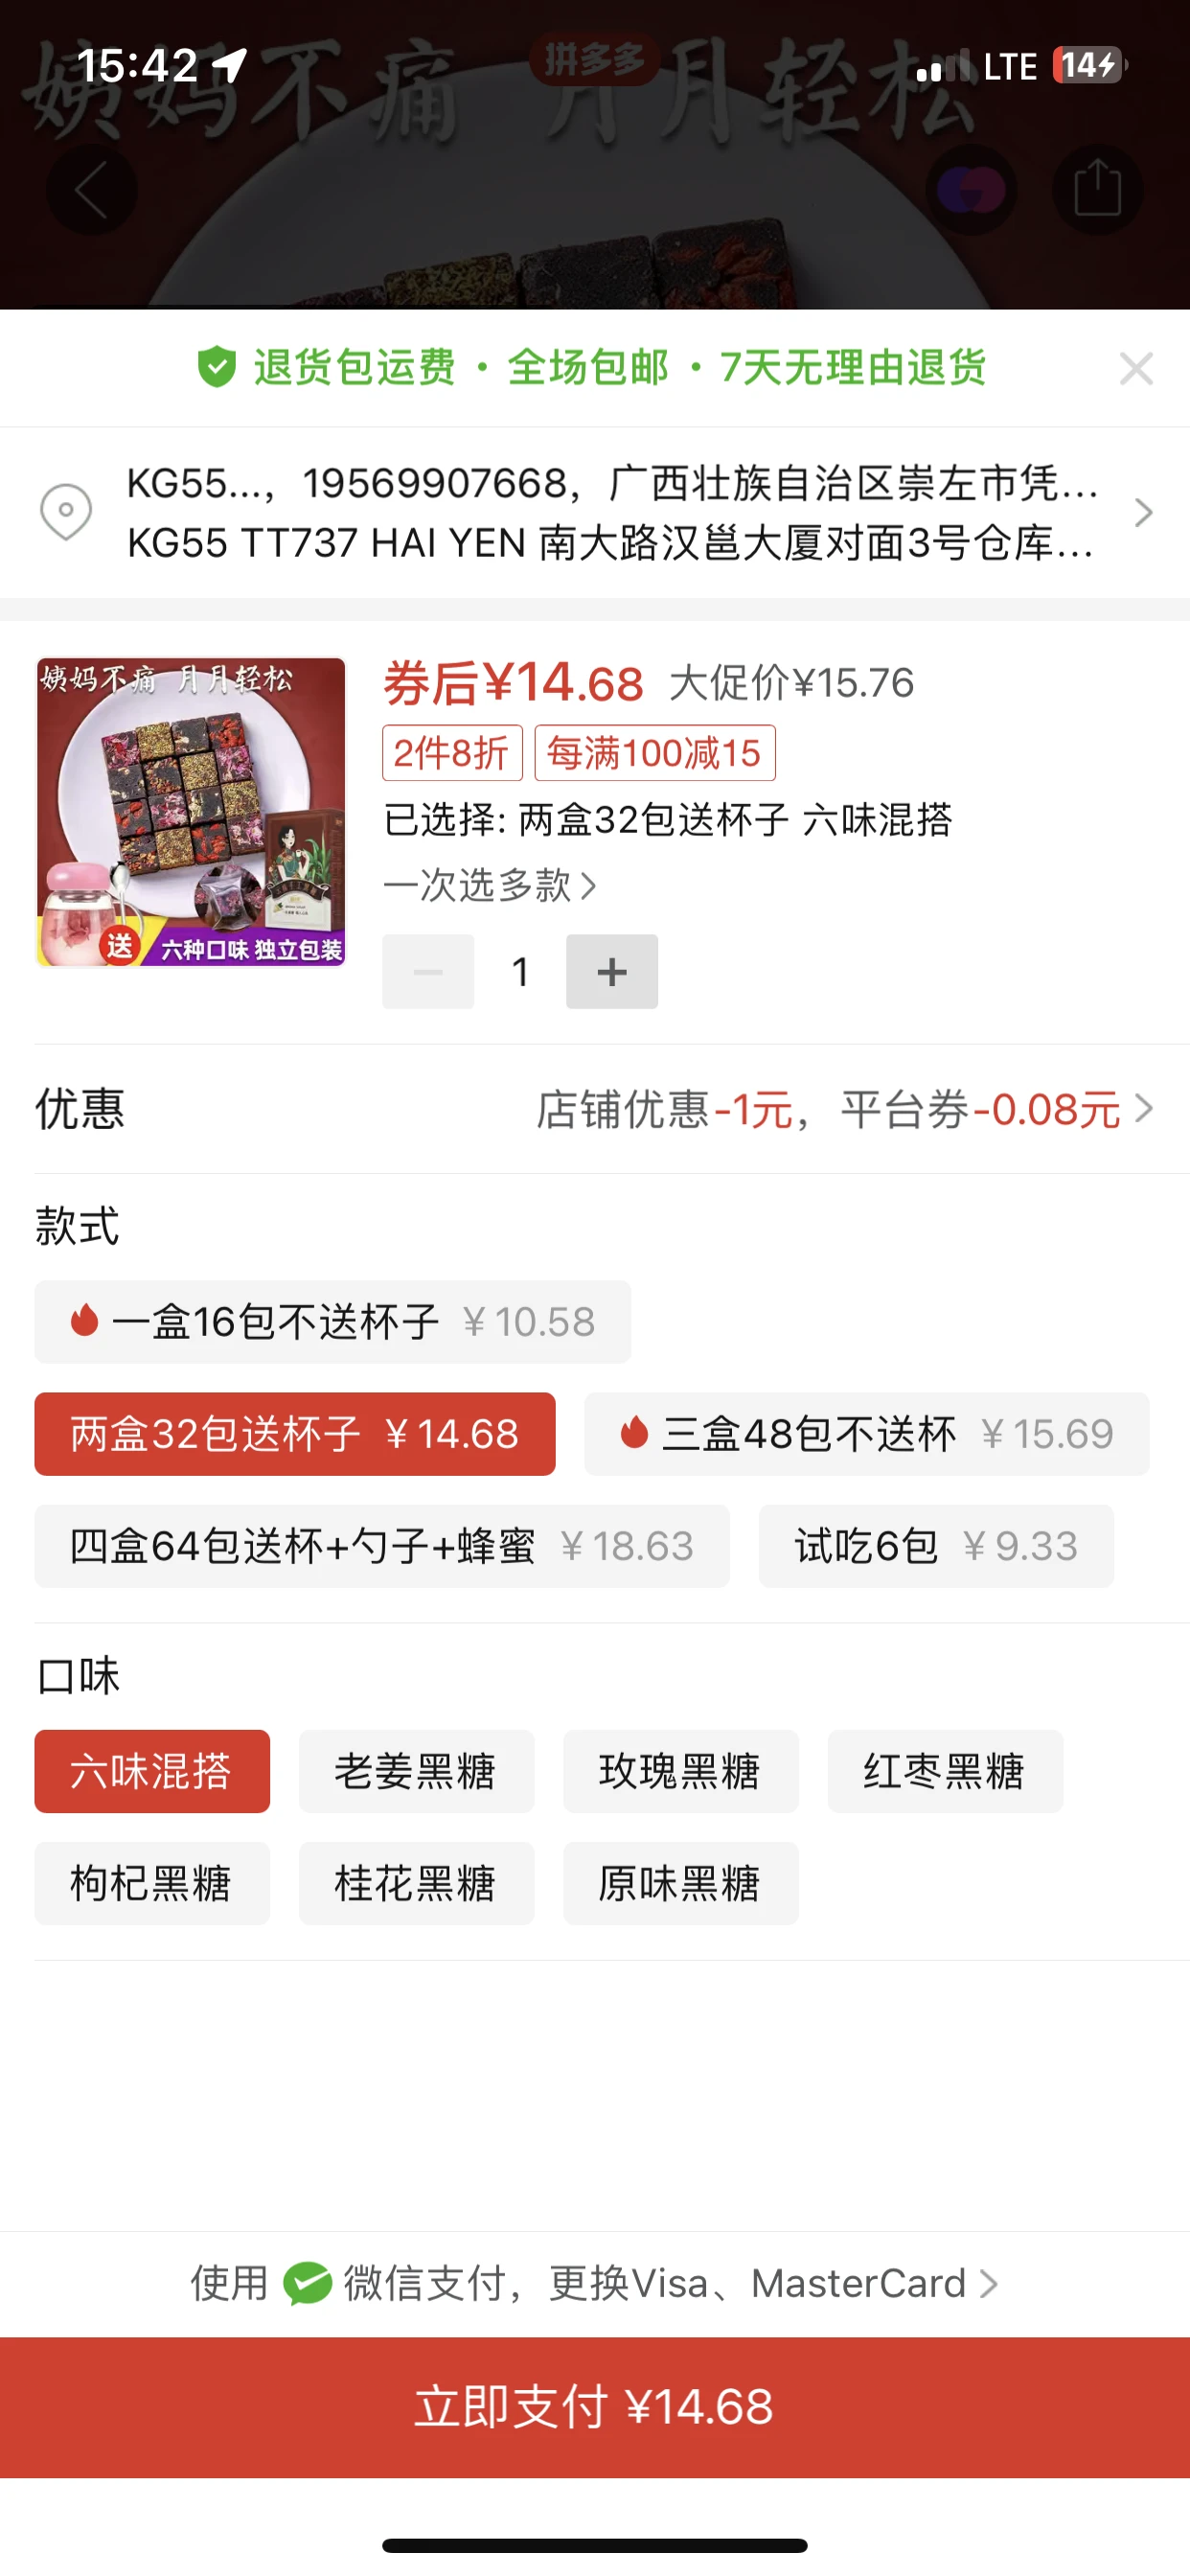 15:42
LTE
14
拼多多
姨妈不痛 月月轻松
退货包运费 · 全场包邮 · 7天无理由退货
KG55...，19569907668，广西壮族自治区崇左市凭...
KG55 TT737 HAI YEN 南大路汉邕大厦对面3号仓库...
姨妈不痛 月月轻松
送
六种口味 独立包装
券后¥14.68 大促价¥15.76
2件8折 每满100减15
已选择: 两盒32包送杯子 六味混搭
一次选多款
1
优惠
店铺优惠-1元， 平台券-0.08元
款式
一盒16包不送杯子 ¥10.58
两盒32包送杯子 ¥14.68
三盒48包不送杯 ¥15.69
四盒64包送杯+勺子+蜂蜜 ¥18.63
试吃6包 ¥9.33
口味
六味混搭
老姜黑糖
玫瑰黑糖
红枣黑糖
枸杞黑糖
桂花黑糖
原味黑糖
使用 微信支付，更换Visa、MasterCard
立即支付 ¥14.68